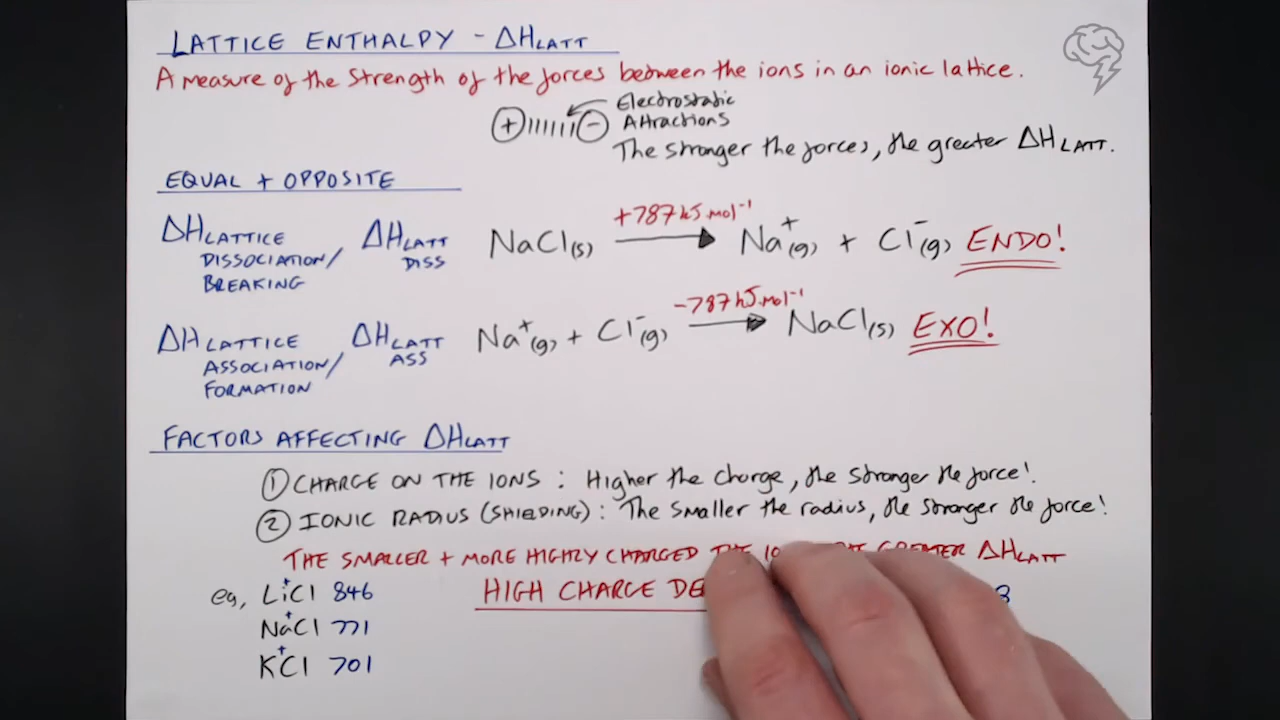 LATTICE ENTHALPY - ΔHLATT
A measure of the strength of the forces between the ions in an ionic lattice.
+ - Electrostatic
Attractions
The stronger the forces, the greater ΔHLATT.
EQUAL + OPPOSITE
ΔHLATTICE DISSOCIATION/BREAKING ΔHLATT DISS NaCl(s) +787 kJ.mol⁻¹ → Na⁺(g) + Cl⁻(g) ENDO!
ΔHLATTICE ASSOCIATION/FORMATION ΔHLATT ASS Na⁺(g) + Cl⁻(g) -787 kJ.mol⁻¹ → NaCl(s) EXO!
FACTORS AFFECTING ΔHLATT
① CHARGE ON THE IONS : Higher the charge, the stronger the force!
② IONIC RADIUS (SHIELDING) : The smaller the radius, the stronger the force!
THE SMALLER + MORE HIGHLY CHARGED THE GREATER ΔHLATT
eg, Li⁺Cl 846 HIGH CHARGE
Na⁺Cl 771
K⁺Cl 701